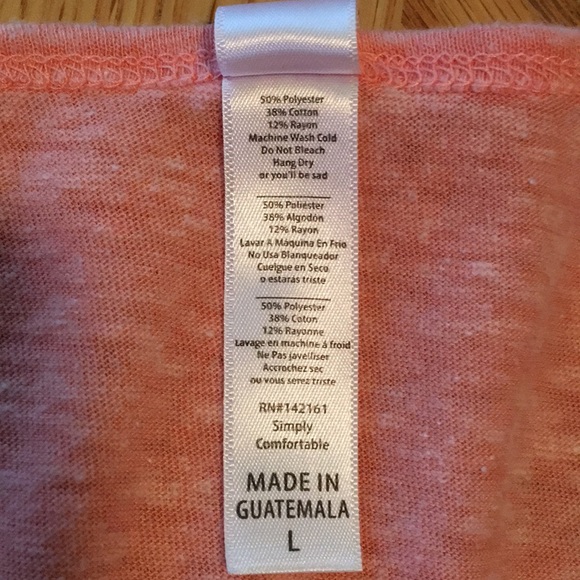 50% Polyester
38% Cotton
12% Rayon
Machine Wash Cold
Do Not Bleach
Hang Dry
or you'll be sad
50% Poliéster
38% Algodón
12% Rayon
Lavar A Maquina En Frio
No Usa Blanqueador
Cuelgue en Seco
o estarás triste
50% Polyester
38% Coton
12% Rayonne
Lavage en machine à froid
Ne Pas javelliser
Accrochez sec
ou vous serez triste
RN#142161
Simply
Comfortable
MADE IN
GUATEMALA
L